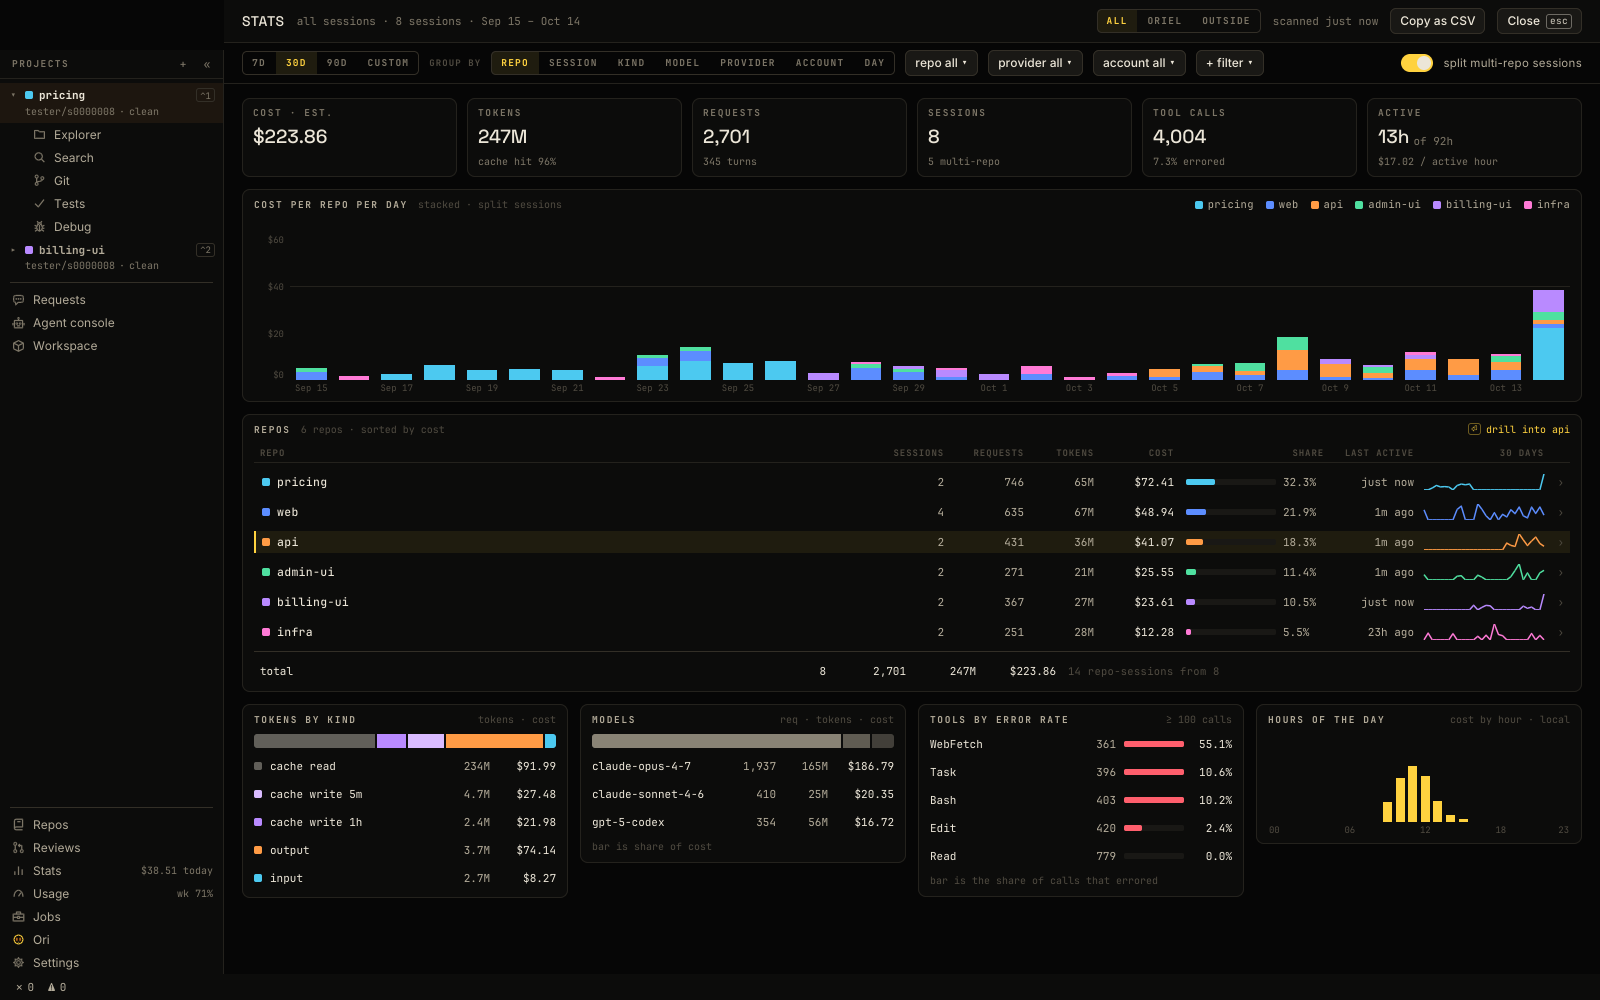 STATS all sessions · 8 sessions · Sep 15 – Oct 14
ALL ORIEL OUTSIDE scanned just now Copy as CSV Close esc
PROJECTS + «
7D 30D 90D CUSTOM GROUP BY REPO SESSION KIND MODEL PROVIDER ACCOUNT DAY repo all ▾ provider all ▾ account all ▾ + filter ▾ split multi-repo sessions
pricing ^1
tester/s0000008 · clean
Explorer
Search
Git
Tests
Debug
billing-ui ^2
tester/s0000008 · clean
Requests
Agent console
Workspace
Repos
Reviews
Stats $38.51 today
Usage wk 71%
Jobs
Ori
Settings
× 0 ▲ 0
COST · EST.
$223.86
TOKENS
247M
cache hit 96%
REQUESTS
2,701
345 turns
SESSIONS
8
5 multi-repo
TOOL CALLS
4,004
7.3% errored
ACTIVE
13h of 92h
$17.02 / active hour
COST PER REPO PER DAY stacked · split sessions
pricing web api admin-ui billing-ui infra
$60
$40
$20
$0
Sep 15 Sep 17 Sep 19 Sep 21 Sep 23 Sep 25 Sep 27 Sep 29 Oct 1 Oct 3 Oct 5 Oct 7 Oct 9 Oct 11 Oct 13
REPOS 6 repos · sorted by cost drill into api
REPO SESSIONS REQUESTS TOKENS COST SHARE LAST ACTIVE 30 DAYS
pricing 2 746 65M $72.41 32.3% just now ›
web 4 635 67M $48.94 21.9% 1m ago ›
api 2 431 36M $41.07 18.3% 1m ago ›
admin-ui 2 271 21M $25.55 11.4% 1m ago ›
billing-ui 2 367 27M $23.61 10.5% just now ›
infra 2 251 28M $12.28 5.5% 23h ago ›
total 8 2,701 247M $223.86 14 repo-sessions from 8
TOKENS BY KIND tokens · cost
cache read 234M $91.99
cache write 5m 4.7M $27.48
cache write 1h 2.4M $21.98
output 3.7M $74.14
input 2.7M $8.27
MODELS req · tokens · cost
claude-opus-4-7 1,937 165M $186.79
claude-sonnet-4-6 410 25M $20.35
gpt-5-codex 354 56M $16.72
bar is share of cost
TOOLS BY ERROR RATE ≥ 100 calls
WebFetch 361 55.1%
Task 396 10.6%
Bash 403 10.2%
Edit 420 2.4%
Read 779 0.0%
bar is the share of calls that errored
HOURS OF THE DAY cost by hour · local
00 06 12 18 23